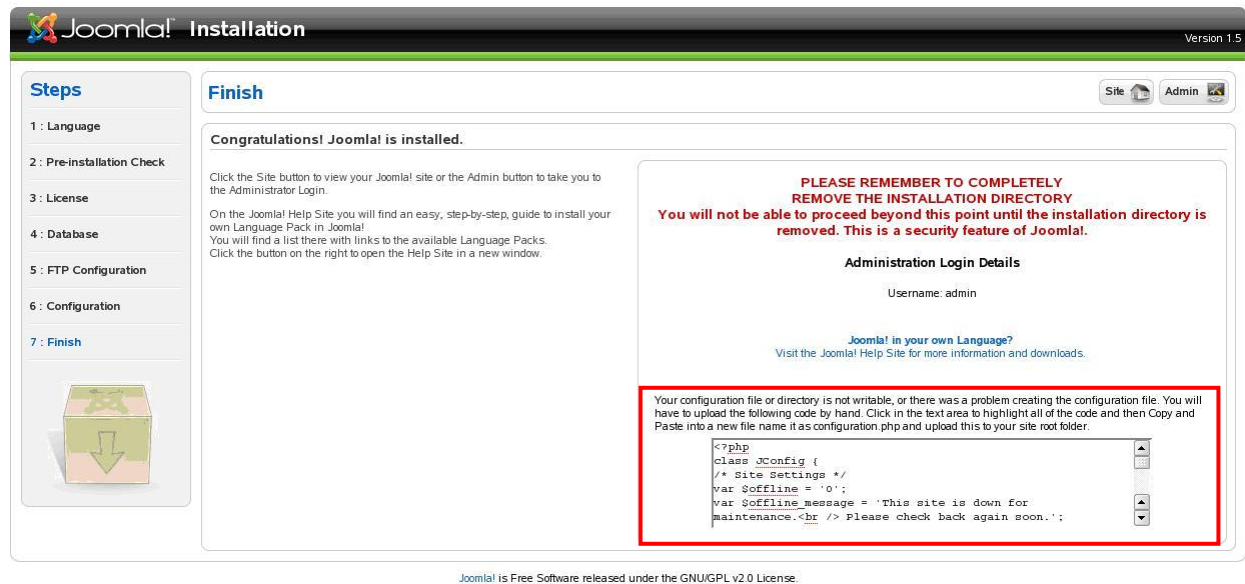 Joomla! Installation
Version 1.5
Steps
1 : Language
2 : Pre-installation Check
3 : License
4 : Database
5 : FTP Configuration
6 : Configuration
7 : Finish
Finish
Site
Admin
Congratulations! Joomla! is installed.
Click the Site button to view your Joomla! site or the Admin button to take you to
the Administrator Login.
On the Joomla! Help Site you will find an easy, step-by-step, guide to install your
own Language Pack in Joomla!
You will find a list there with links to the available Language Packs.
Click the button on the right to open the Help Site in a new window.
PLEASE REMEMBER TO COMPLETELY
REMOVE THE INSTALLATION DIRECTORY
You will not be able to proceed beyond this point until the installation directory is
removed. This is a security feature of Joomla!.
Administration Login Details
Username: admin
Joomla! in your own Language?
Visit the Joomla! Help Site for more information and downloads.
Your configuration file or directory is not writable, or there was a problem creating the configuration file. You will
have to upload the following code by hand. Click in the text area to highlight all of the code and then Copy and
Paste into a new file name it as configuration.php and upload this to your site root folder.
<?php
class JConfig {
/* Site Settings */
var $offline = '0';
var $offline_message = 'This site is down for
maintenance.<br /> Please check back again soon.';
Joomla! is Free Software released under the GNU/GPL v2.0 License.